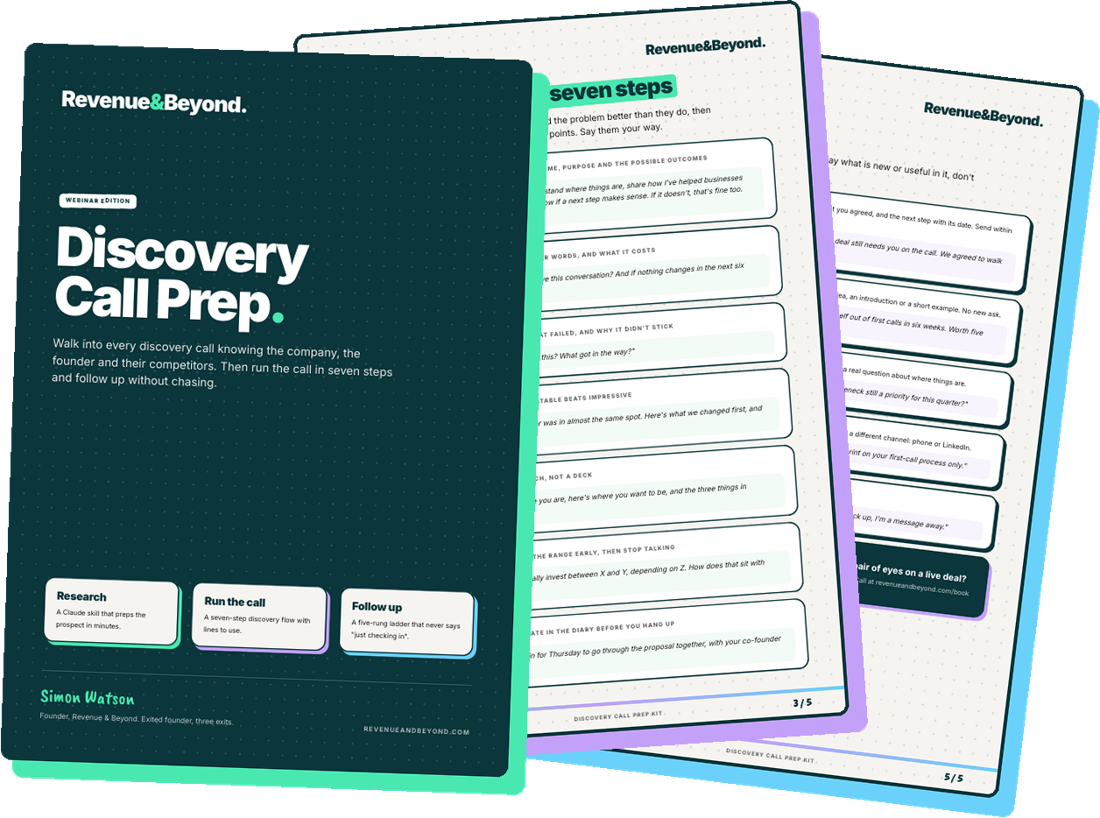 Revenue&Beyond.
WEBINAR EDITION
Discovery
Call Prep.
Walk into every discovery call knowing the company, the
founder and their competitors. Then run the call in seven steps
and follow up without chasing.
Research
A Claude skill that preps the
prospect in minutes.
Run the call
A seven-step discovery flow with
lines to use.
Follow up
A five-rung ladder that never says
"just checking in".
Simon Watson
Founder, Revenue & Beyond. Exited founder, three exits.
REVENUEANDBEYOND.COM
Revenue&Beyond.
seven steps
the problem better than they do, then
points. Say them your way.
PURPOSE AND THE POSSIBLE OUTCOMES
where things are, share how I've helped businesses
if a next step makes sense. If it doesn't, that's fine too.
WORDS, AND WHAT IT COSTS
this conversation? And if nothing changes in the next six
FAILED, AND WHY IT DIDN'T STICK
this? What got in the way?"
BEATS IMPRESSIVE
was in almost the same spot. Here's what we changed first, and
NOT A DECK
you are, here's where you want to be, and the three things in
THE RANGE EARLY, THEN STOP TALKING
invest between X and Y, depending on Z. How does that sit with
IN THE DIARY BEFORE YOU HANG UP
for Thursday to go through the proposal together, with your co-founder
DISCOVERY CALL PREP KIT
3/5
Revenue&Beyond.
what is new or useful in it, don't
you agreed, and the next step with its date. Send within
deal still needs you on the call. We agreed to walk
an introduction or a short example. No new ask.
out of first calls in six weeks. Worth five
a real question about where things are.
still a priority for this quarter?"
a different channel: phone or LinkedIn.
on your first-call process only."
up, I'm a message away."
of eyes on a live deal?
at revenueandbeyond.com/book
DISCOVERY CALL PREP KIT
5/5